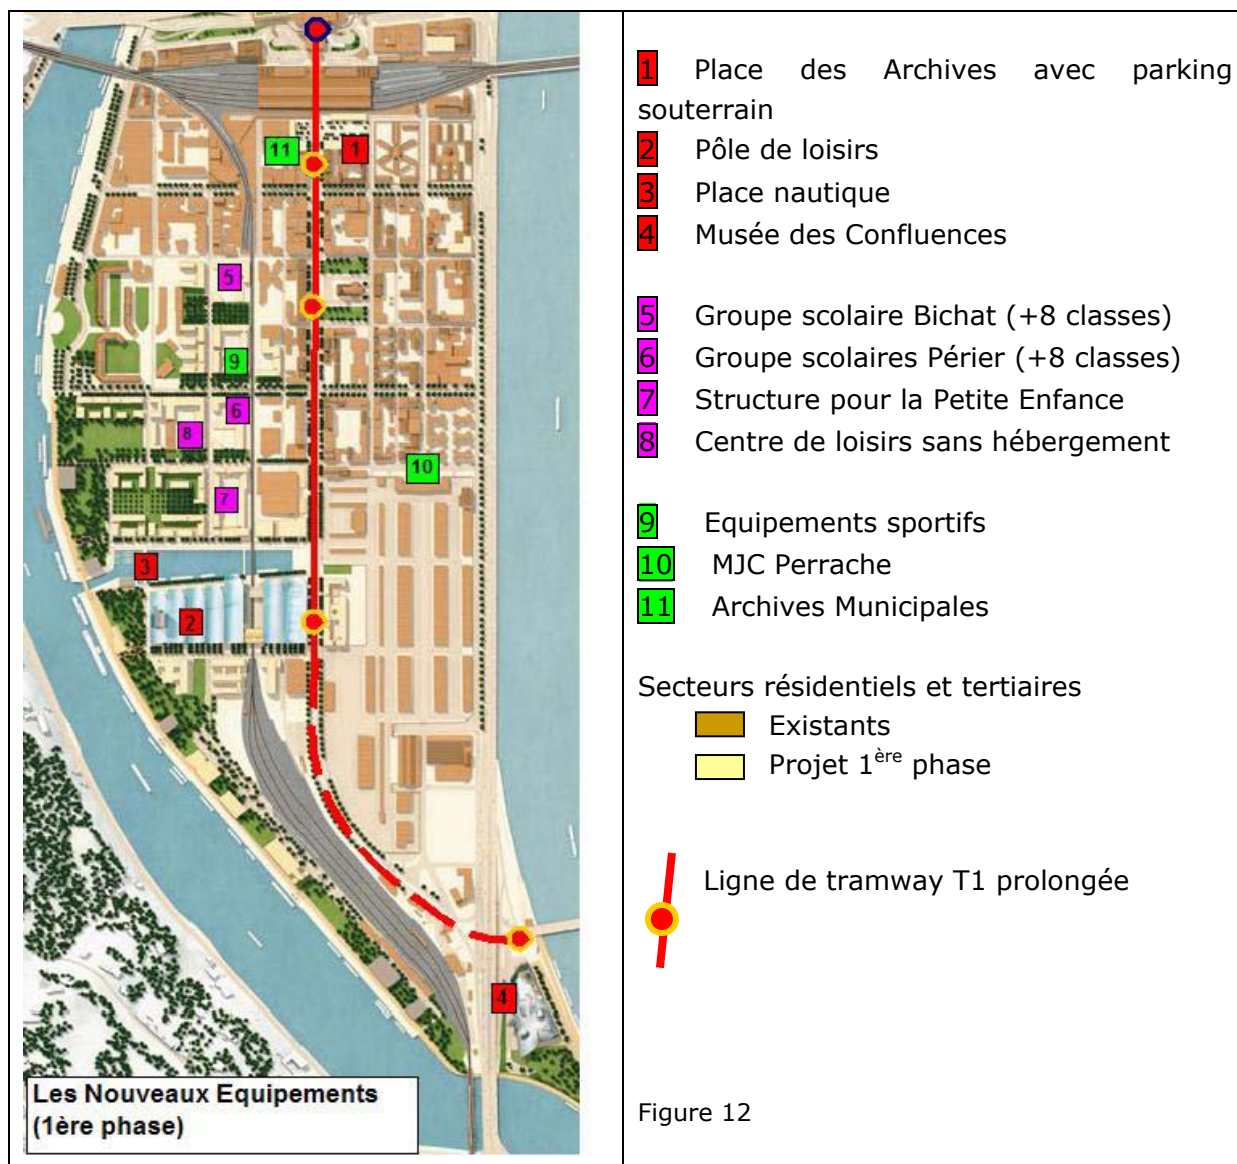 11
1
5
9
6
8
10
7
3
2
4
Les Nouveaux Equipements
(1ère phase)
1 Place des Archives avec parking
souterrain
2 Pôle de loisirs
3 Place nautique
4 Musée des Confluences
5 Groupe scolaire Bichat (+8 classes)
6 Groupe scolaires Périer (+8 classes)
7 Structure pour la Petite Enfance
8 Centre de loisirs sans hébergement
9 Equipements sportifs
10 MJC Perrache
11 Archives Municipales
Secteurs résidentiels et tertiaires
Existants
Projet 1ère phase
Ligne de tramway T1 prolongée
Figure 12